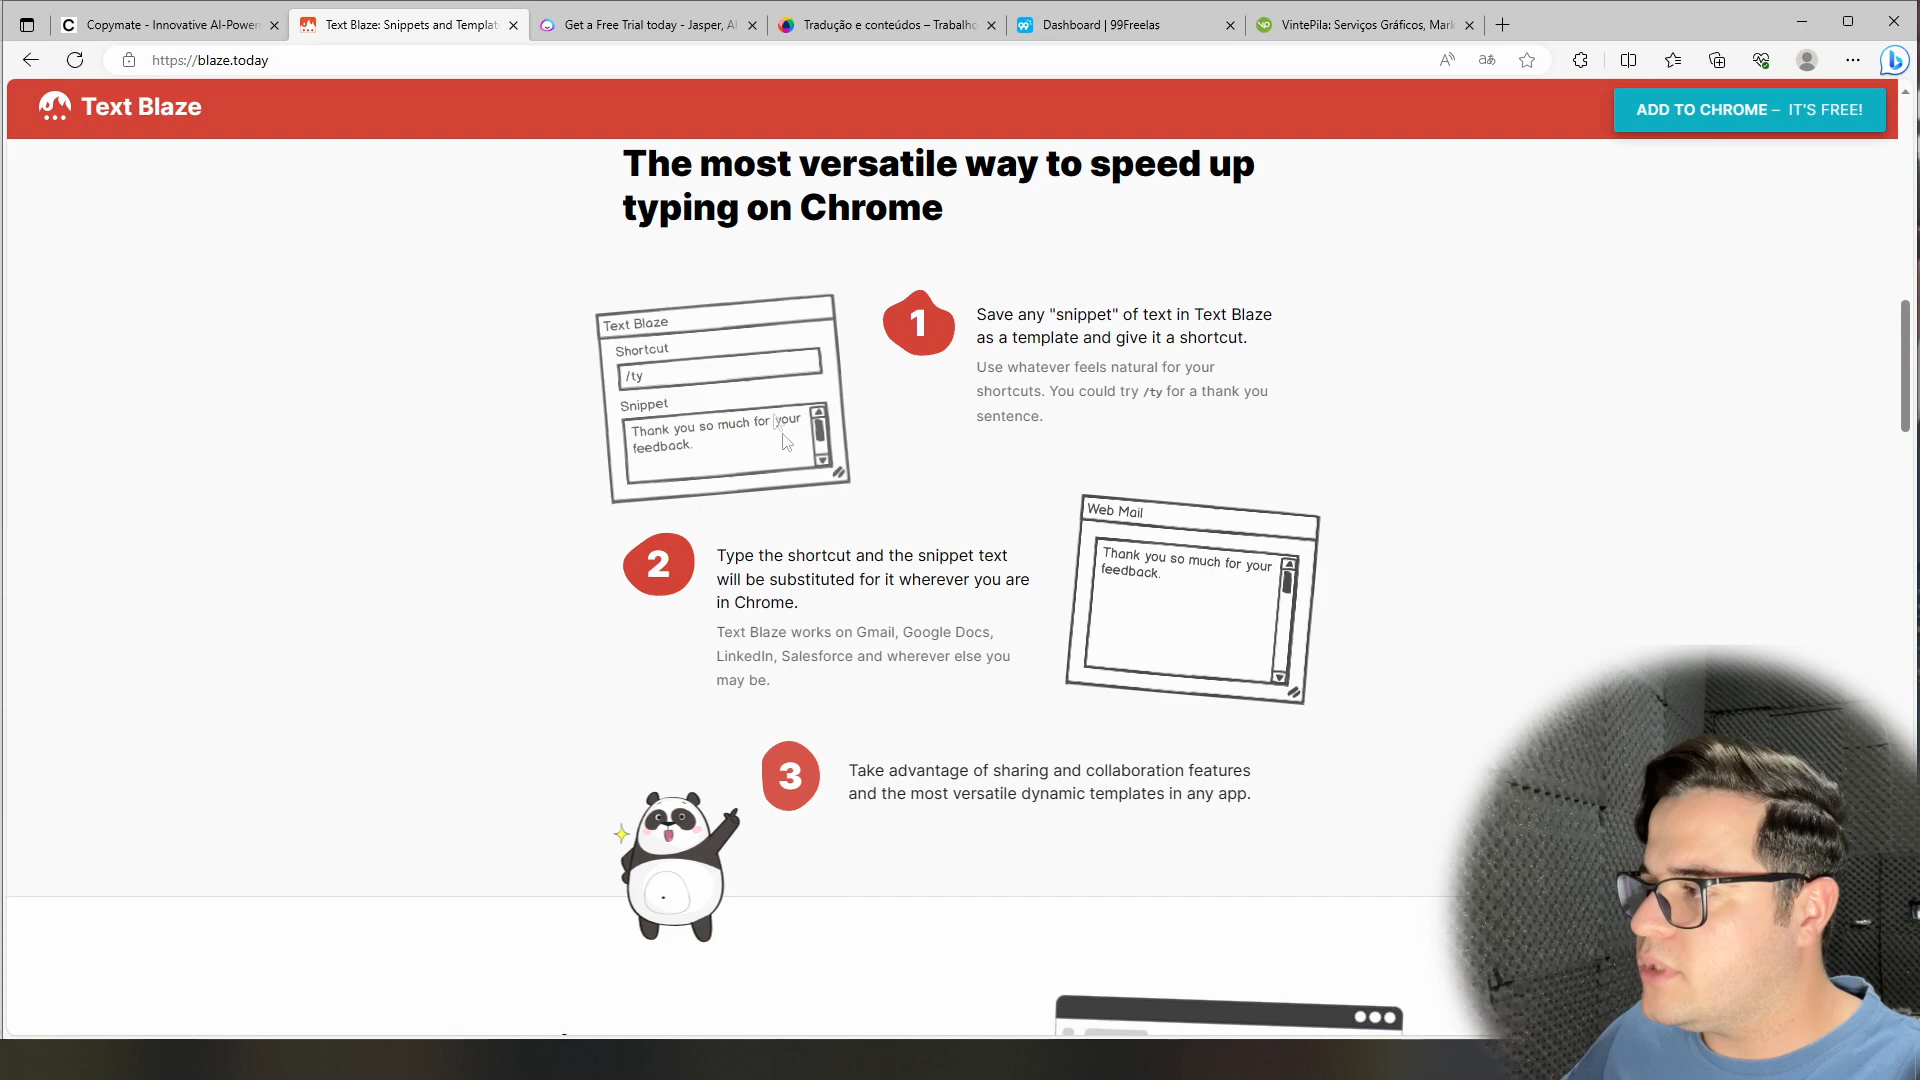 Copymate - Innovative AI-Power
Text Blaze: Snippets and Templat
Get a Free Trial today - Jasper, AI
Tradução e conteúdos – Trabalho
Dashboard | 99Freelas
VintePila: Serviços Gráficos, Mark
https://blaze.today
Text Blaze
ADD TO CHROME – IT'S FREE!
The most versatile way to speed up
typing on Chrome
Text Blaze
Shortcut
/ty
Snippet
Thank you so much for your
feedback.
1
Save any "snippet" of text in Text Blaze
as a template and give it a shortcut.
Use whatever feels natural for your
shortcuts. You could try /ty for a thank you
sentence.
2
Type the shortcut and the snippet text
will be substituted for it wherever you are
in Chrome.
Text Blaze works on Gmail, Google Docs,
LinkedIn, Salesforce and wherever else you
may be.
Web Mail
Thank you so much for your
feedback.
3
Take advantage of sharing and collaboration features
and the most versatile dynamic templates in any app.